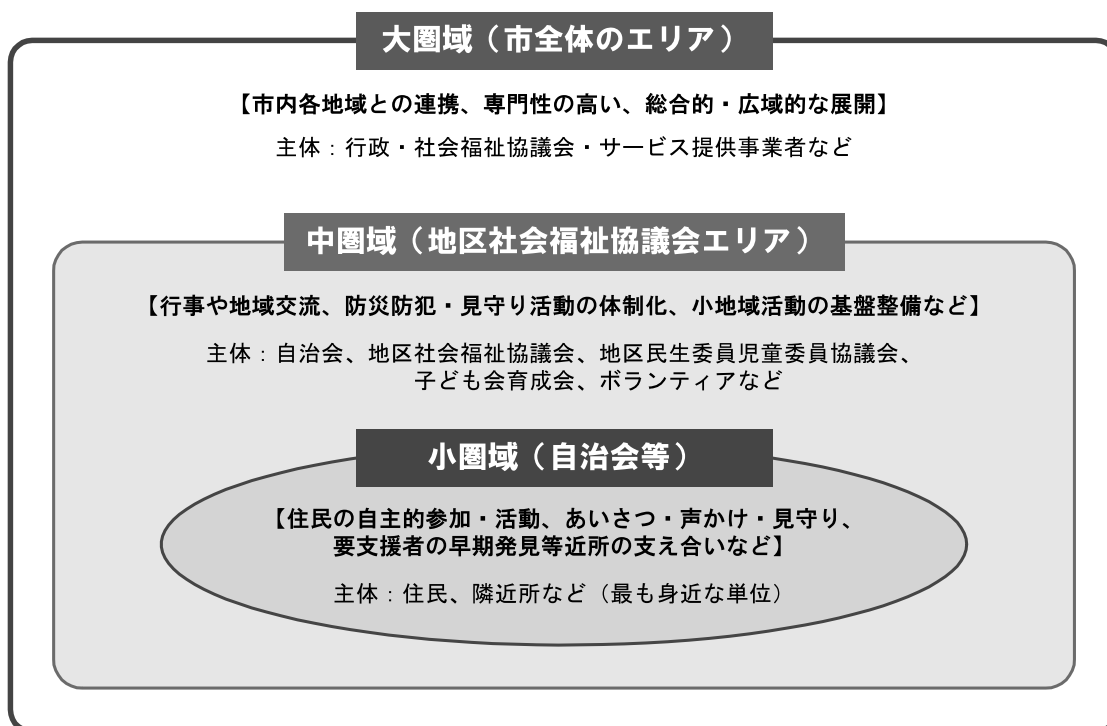 大圏域（市全体のエリア）
【市内各地域との連携、専門性の高い、総合的・広域的な展開】
主体：行政・社会福祉協議会・サービス提供事業者など
中圏域（地区社会福祉協議会エリア）
【行事や地域交流、防災防犯・見守り活動の体制化、小地域活動の基盤整備など】
主体：自治会、地区社会福祉協議会、地区民生委員児童委員協議会、
子ども会育成会、ボランティアなど
小圏域（自治会等）
【住民の自主的参加・活動、あいさつ・声かけ・見守り、
要支援者の早期発見等近所の支え合いなど】
主体：住民、隣近所など（最も身近な単位）